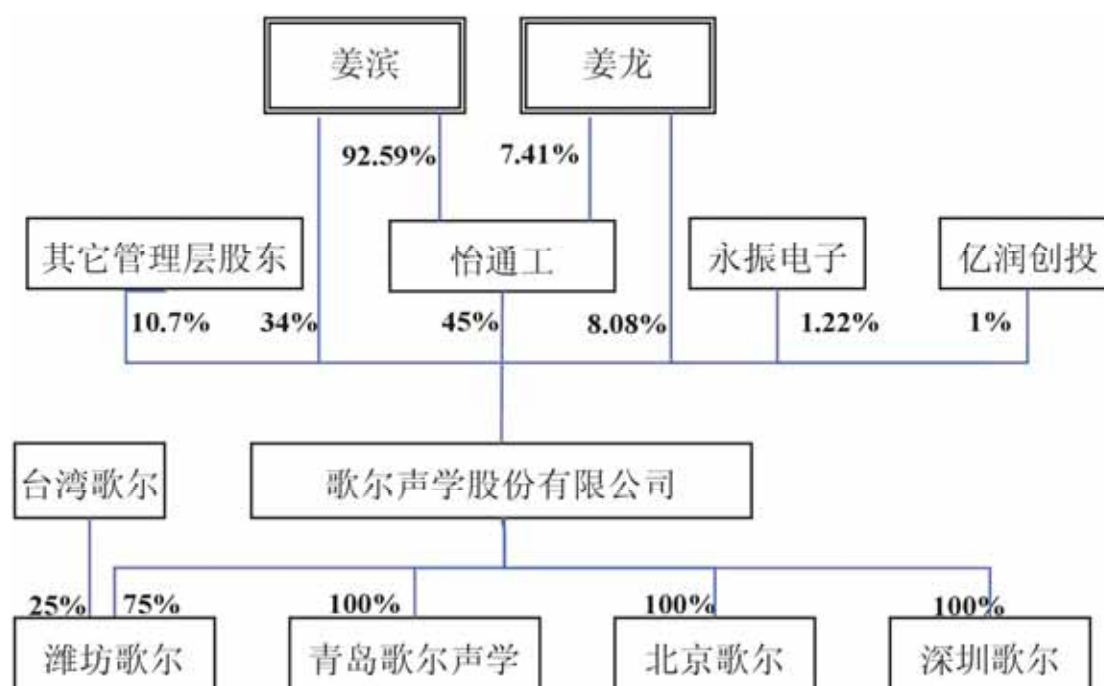 姜滨
姜龙
92.59%
7.41%
其它管理层股东
怡通工
永振电子
亿润创投
10.7%
34%
45%
8.08%
1.22%
1%
台湾歌尔
歌尔声学股份有限公司
25%
75%
100%
100%
100%
潍坊歌尔
青岛歌尔声学
北京歌尔
深圳歌尔